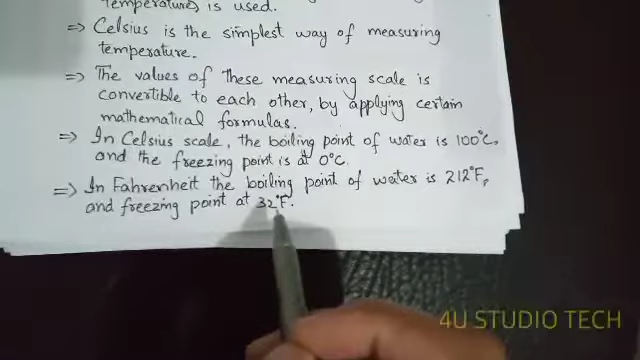 temperature) is used.
⇒ Celsius is the simplest way of measuring
temperature.
⇒ The values of these measuring scale is
convertible to each other, by applying certain
mathematical formulas.
⇒ In Celsius scale, the boiling point of water is 100°C,
and the freezing point is at 0°C.
⇒ In Fahrenheit the boiling point of water is 212°F,
and freezing point at 32°F.
4U STUDIO TECH